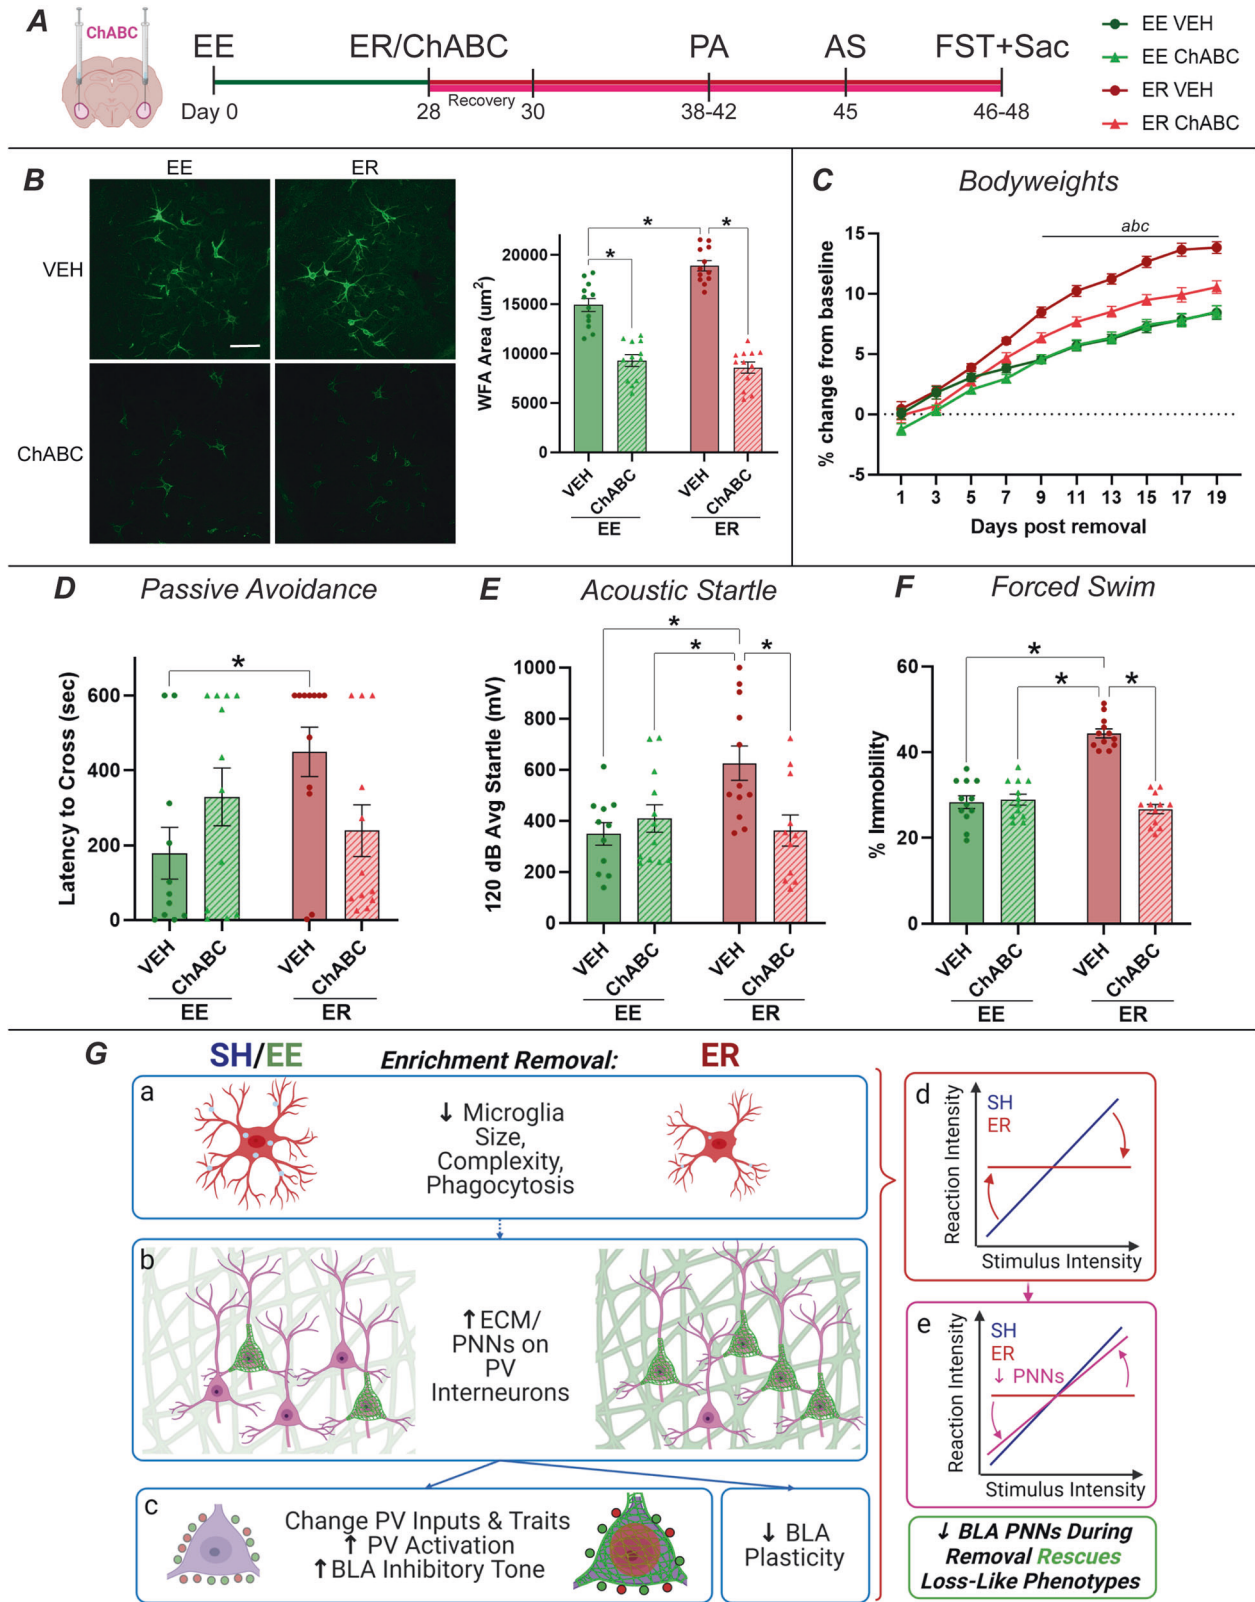 A
ChABC
EE
ER/ChABC
PA
AS
FST+Sac
Recovery
Day 0
28
30
38-42
45
46-48
EE VEH
EE ChABC
ER VEH
ER ChABC
B
EE
ER
VEH
ChABC
WFA Area (um²)
20000
15000
10000
5000
0
*
*
*
VEH
ChABC
VEH
ChABC
EE
ER
C
Bodyweights
% change from baseline
15
10
5
0
-5
abc
1 3 5 7 9 11 13 15 17 19
Days post removal
D
Passive Avoidance
Latency to Cross (sec)
600
400
200
0
*
VEH
ChABC
VEH
ChABC
EE
ER
E
Acoustic Startle
120 dB Avg Startle (mV)
1000
800
600
400
200
0
*
*
*
VEH
ChABC
VEH
ChABC
EE
ER
F
Forced Swim
% Immobility
60
40
20
0
*
*
*
VEH
ChABC
VEH
ChABC
EE
ER
G
SH/EE
Enrichment Removal:
ER
a
↓ Microglia
Size,
Complexity,
Phagocytosis
b
↑ECM/
PNNs on
PV
Interneurons
c
Change PV Inputs & Traits
↑ PV Activation
↑BLA Inhibitory Tone
↓ BLA
Plasticity
d
SH
ER
Reaction Intensity
Stimulus Intensity
e
SH
ER
↓ PNNs
Reaction Intensity
Stimulus Intensity
↓ BLA PNNs During
Removal Rescues
Loss-Like Phenotypes